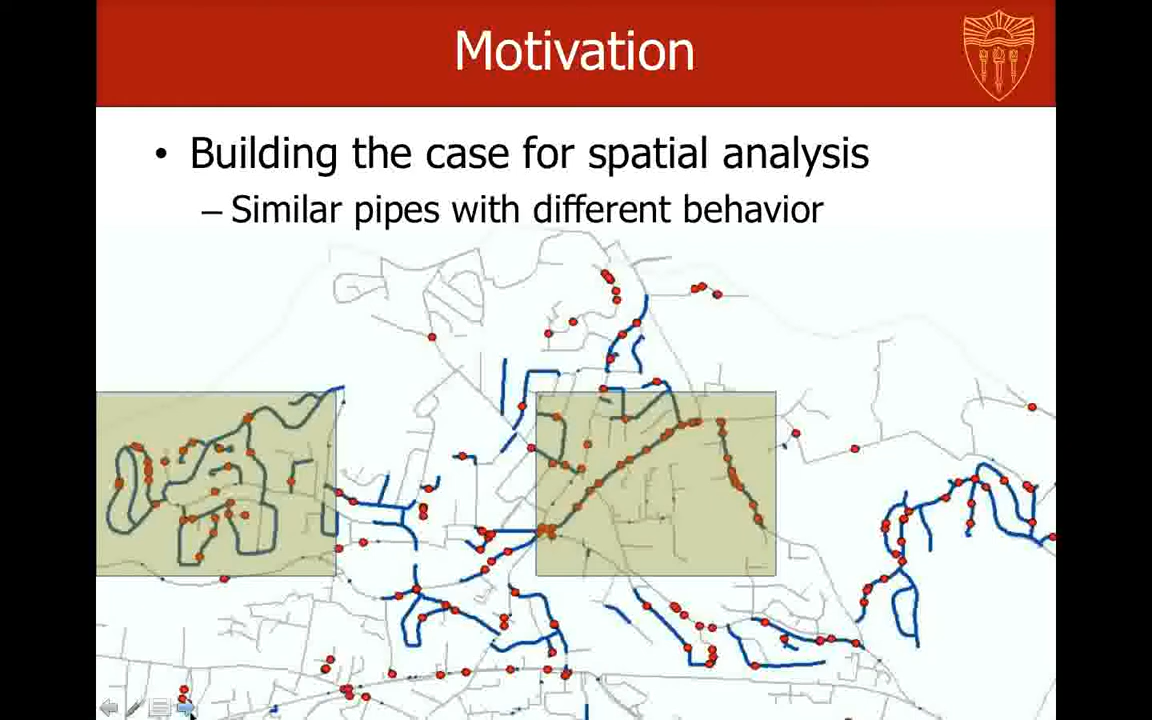 Motivation
• Building the case for spatial analysis
– Similar pipes with different behavior